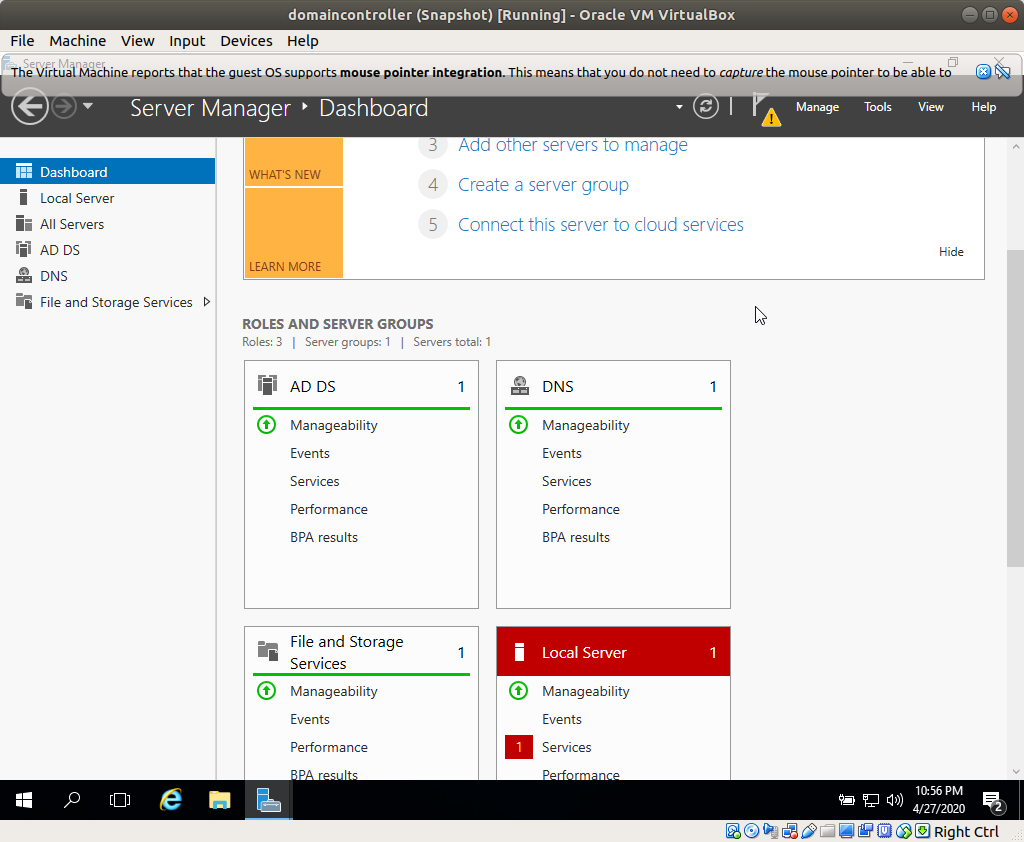 domaincontroller (Snapshot) [Running] - Oracle VM VirtualBox
File Machine View Input Devices Help
Server Manager
The Virtual Machine reports that the guest OS supports mouse pointer integration. This means that you do not need to capture the mouse pointer to be able to
Server Manager Dashboard
Manage Tools View Help
Dashboard
Local Server
All Servers
AD DS
DNS
File and Storage Services
WHAT'S NEW
LEARN MORE
3 Add other servers to manage
4 Create a server group
5 Connect this server to cloud services
Hide
ROLES AND SERVER GROUPS
Roles: 3 | Server groups: 1 | Servers total: 1
AD DS 1
Manageability
Events
Services
Performance
BPA results
DNS 1
Manageability
Events
Services
Performance
BPA results
File and Storage
Services 1
Manageability
Events
Performance
BPA results
Local Server 1
Manageability
Events
1 Services
Performance
10:56 PM
4/27/2020
2
Right Ctrl